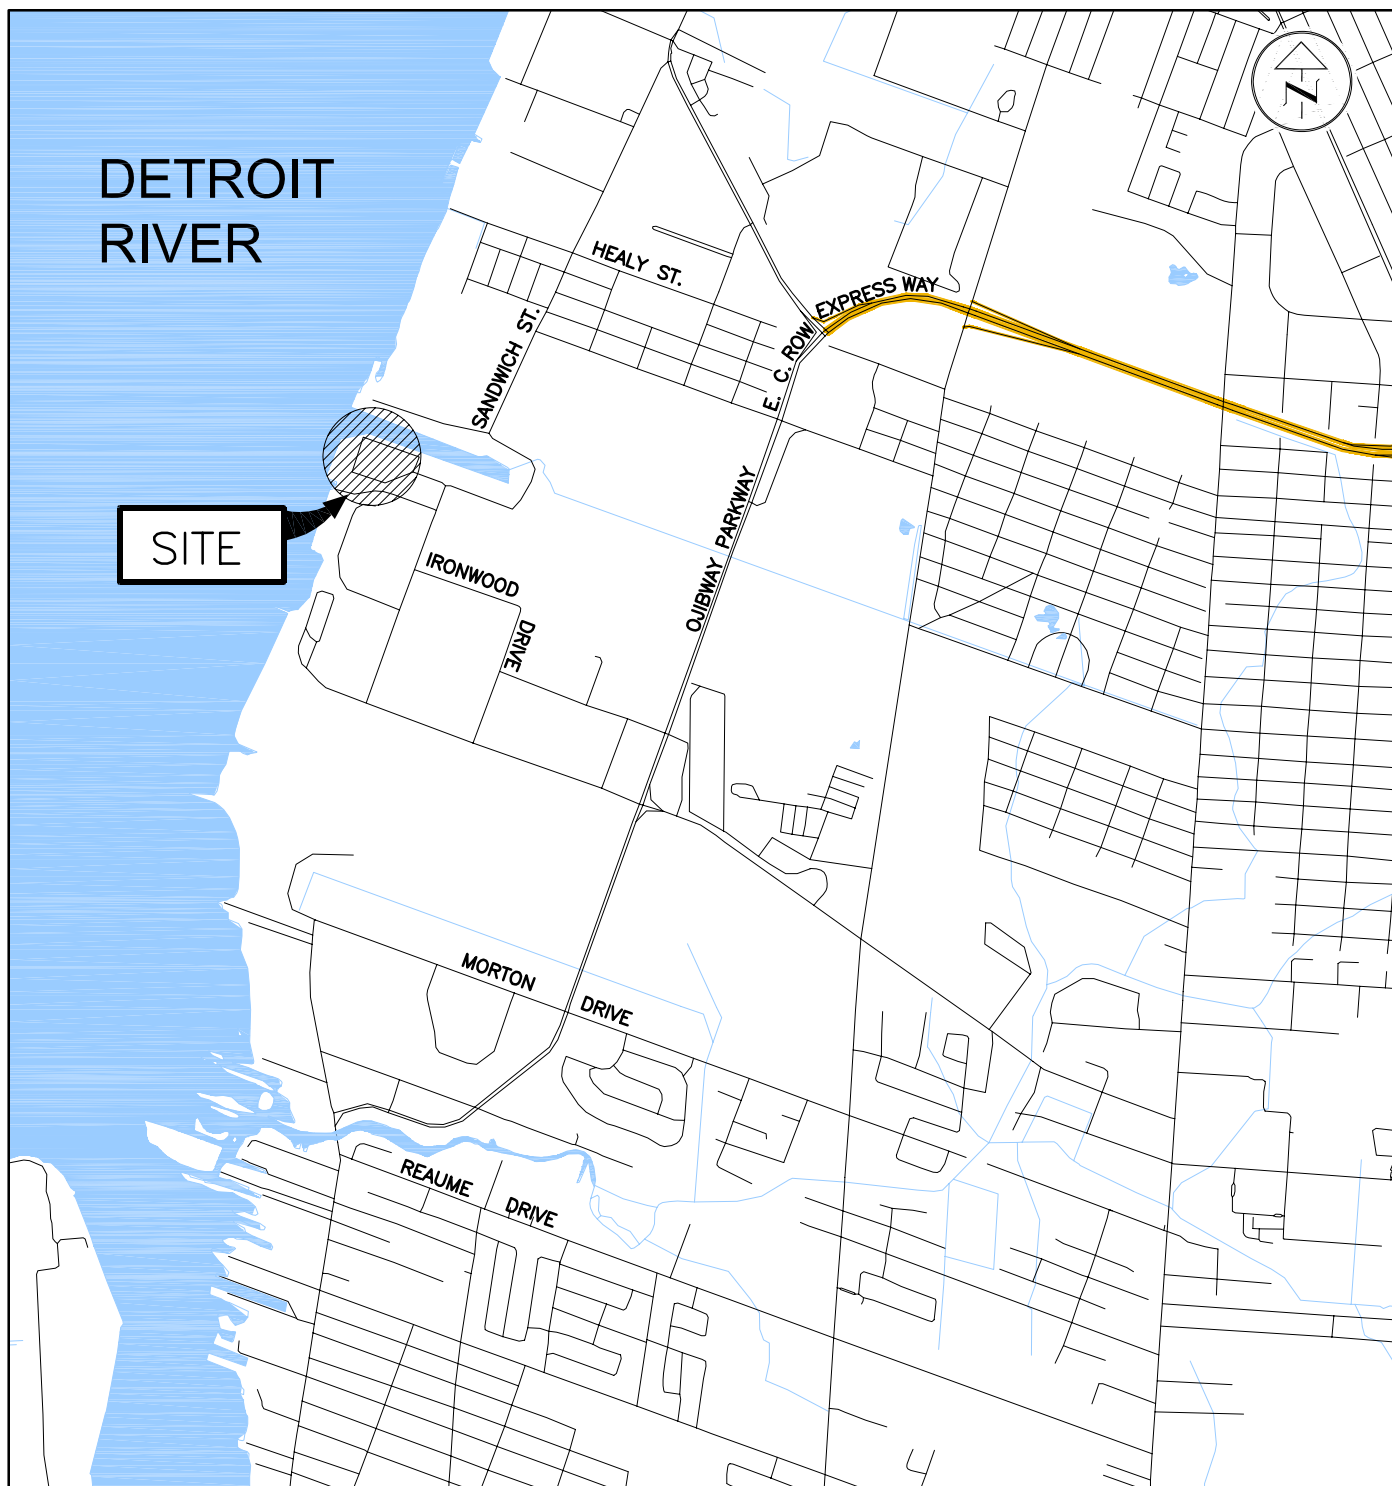 N
DETROIT
RIVER
HEALY ST.
E. C. ROW EXPRESS WAY
SANDWICH ST.
SITE
OJIBWAY PARKWAY
IRONWOOD
DRIVE
MORTON
DRIVE
REAUME
DRIVE